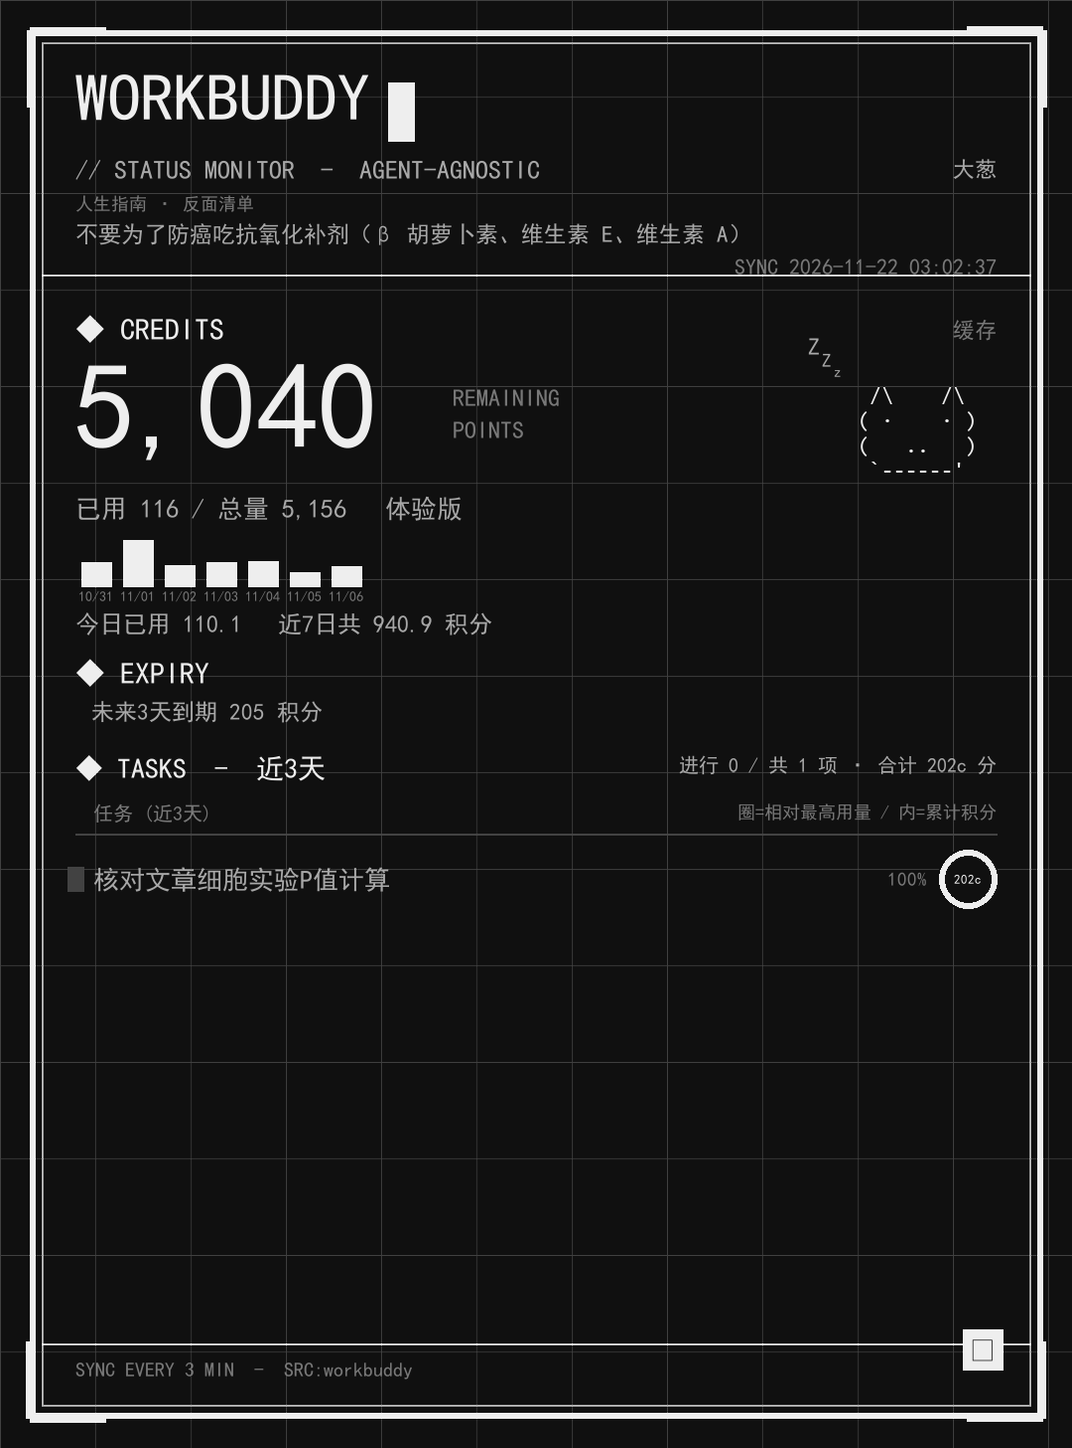 WORKBUDDY
// STATUS MONITOR — AGENT-AGNOSTIC
大葱
人生指南 · 反面清单
不要为了防癌吃抗氧化补剂（β 胡萝卜素、维生素 E、维生素 A）
SYNC 2026-11-22 03:02:37
CREDITS
缓存
Z
Z
z
5,040
REMAINING
POINTS
/\ /\
( · · )
( .. )
`------'
已用 116 / 总量 5,156 体验版
10/31 11/01 11/02 11/03 11/04 11/05 11/06
今日已用 110.1 近7日共 940.9 积分
EXPIRY
未来3天到期 205 积分
TASKS — 近3天
进行 0 / 共 1 项 · 合计 202c 分
任务 (近3天)
圈=相对最高用量 / 内=累计积分
核对文章细胞实验P值计算
100%
202c
SYNC EVERY 3 MIN — SRC:workbuddy